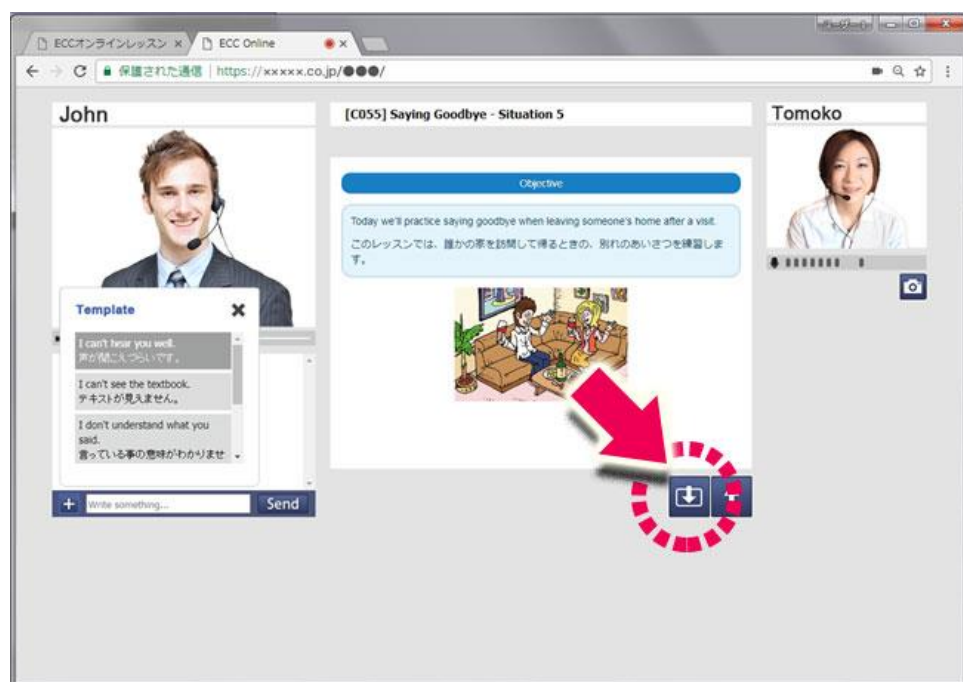 ECCオンラインレッスン
ECC Online
保護された通信
https://xxxxx.co.jp/●●●/
John
[C055] Saying Goodbye - Situation 5
Tomoko
Objective
Today we'll practice saying goodbye when leaving someone's home after a visit.
このレッスンでは、誰かの家を訪問して帰るときの、別れのあいさつを練習しま
す。
Template
I can't hear you well.
声が聞こえづらいです。
I can't see the textbook.
テキストが見えません。
I don't understand what you
said.
言っている事の意味がわかりませ
Write something...
Send